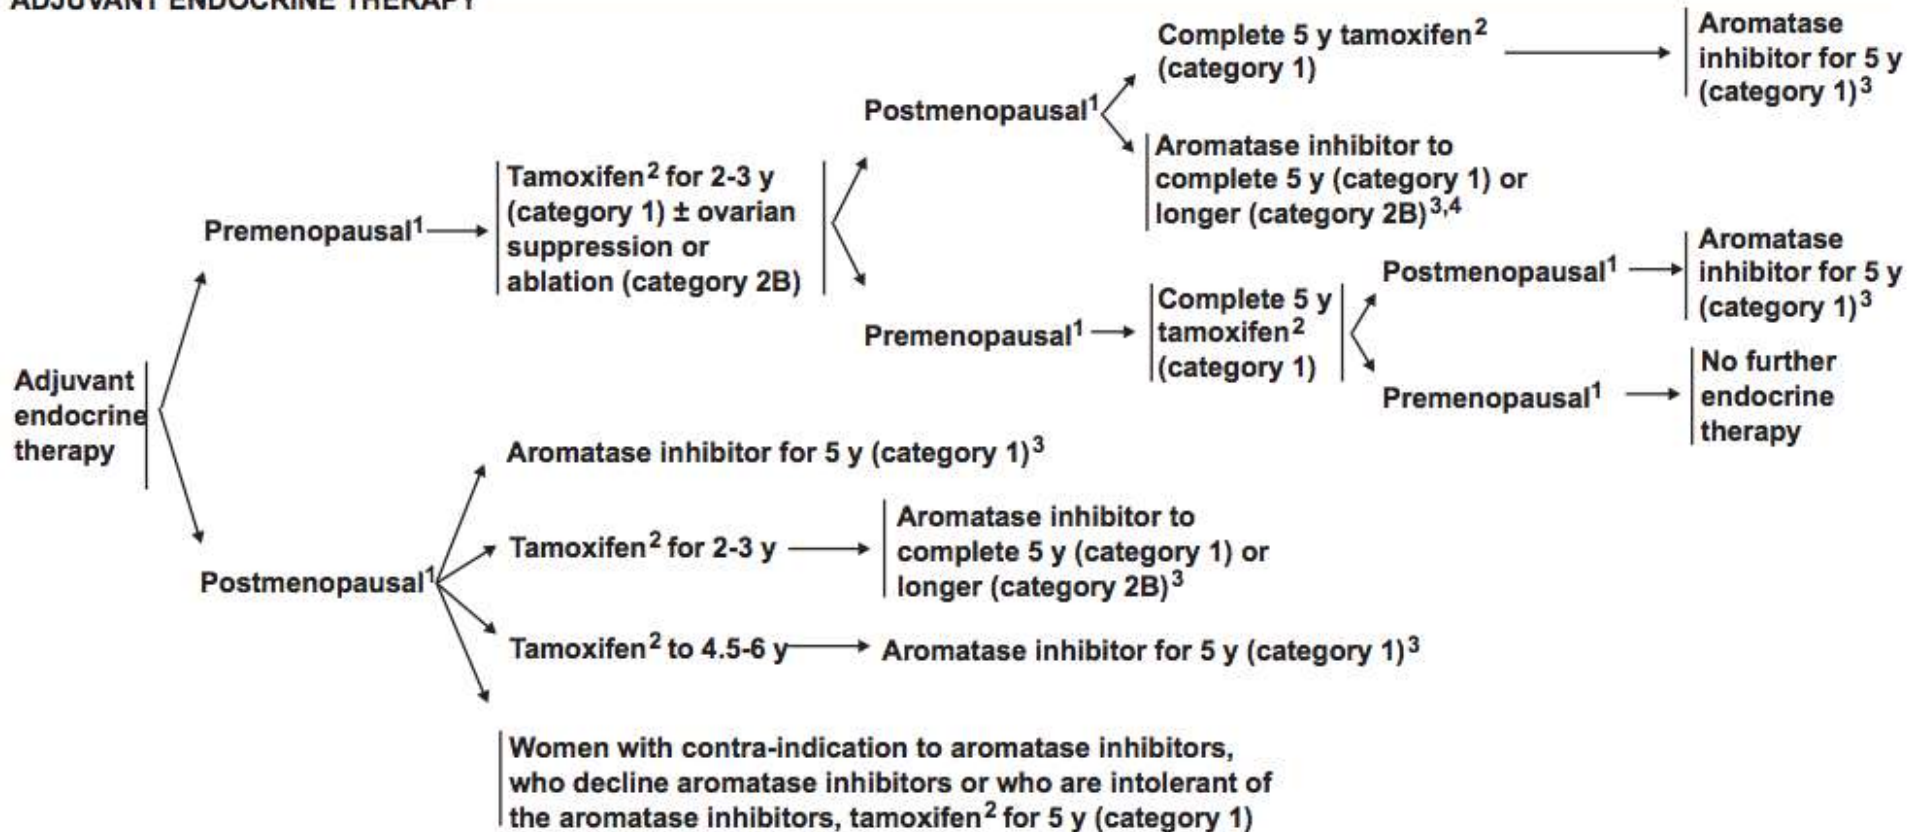 ADJUVANT ENDOCRINE THERAPY
Adjuvant
endocrine
therapy
Premenopausal1
Tamoxifen2 for 2-3 y
(category 1) ± ovarian
suppression or
ablation (category 2B)
Postmenopausal1
Complete 5 y tamoxifen2
(category 1)
Aromatase
inhibitor for 5 y
(category 1)3
Aromatase inhibitor to
complete 5 y (category 1) or
longer (category 2B)3,4
Premenopausal1
Complete 5 y
tamoxifen2
(category 1)
Postmenopausal1
Aromatase
inhibitor for 5 y
(category 1)3
Premenopausal1
No further
endocrine
therapy
Postmenopausal1
Aromatase inhibitor for 5 y (category 1)3
Tamoxifen2 for 2-3 y
Aromatase inhibitor to
complete 5 y (category 1) or
longer (category 2B)3
Tamoxifen2 to 4.5-6 y
Aromatase inhibitor for 5 y (category 1)3
Women with contra-indication to aromatase inhibitors,
who decline aromatase inhibitors or who are intolerant of
the aromatase inhibitors, tamoxifen2 for 5 y (category 1)